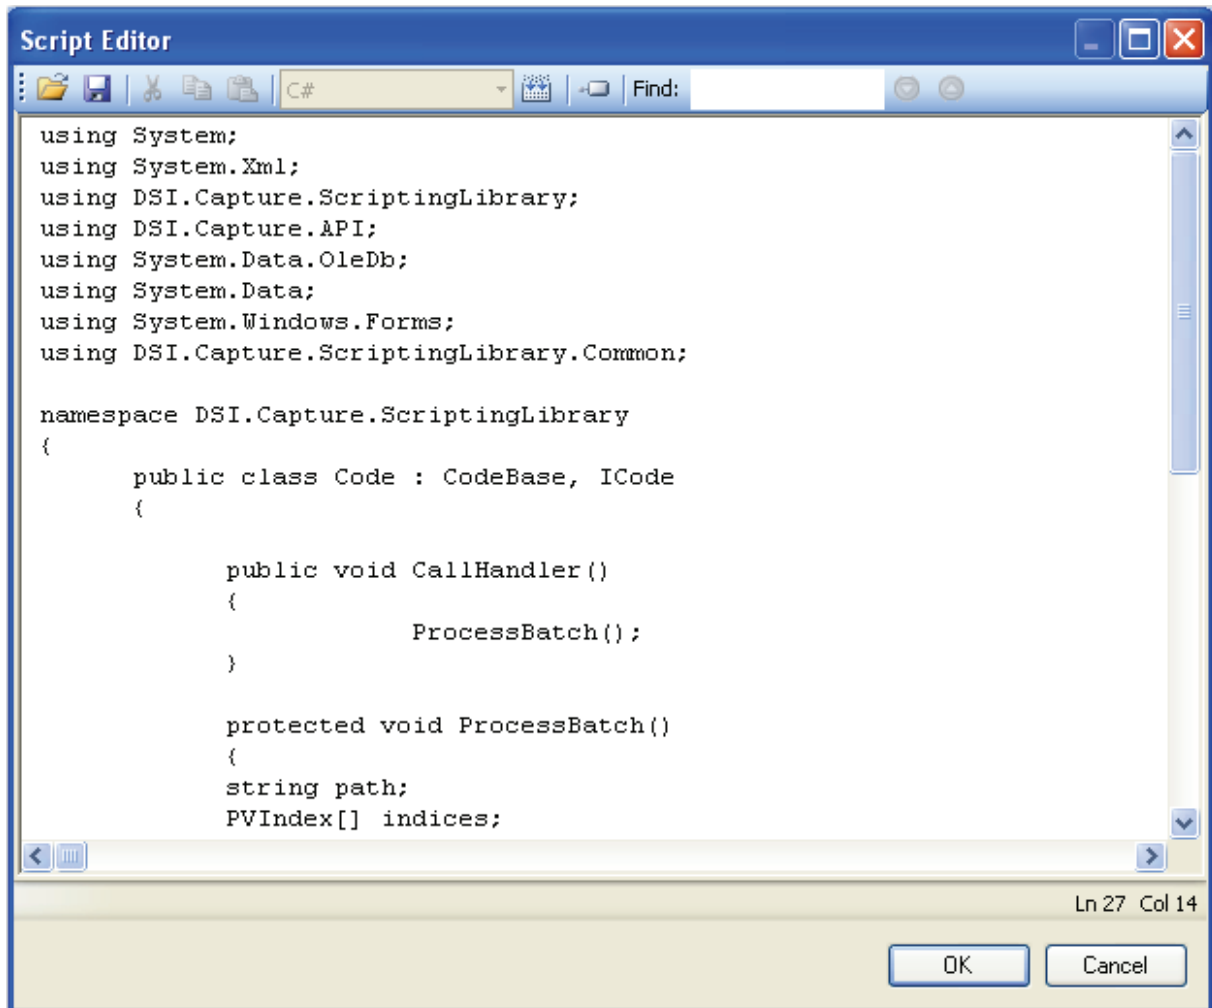 Script Editor
C# Find:
using System;
using System.Xml;
using DSI.Capture.ScriptingLibrary;
using DSI.Capture.API;
using System.Data.OleDb;
using System.Data;
using System.Windows.Forms;
using DSI.Capture.ScriptingLibrary.Common;
namespace DSI.Capture.ScriptingLibrary
{
public class Code : CodeBase, ICode
{
public void CallHandler()
{
ProcessBatch();
}
protected void ProcessBatch()
{
string path;
PVIndex[] indices;
Ln 27 Col 14
OK Cancel